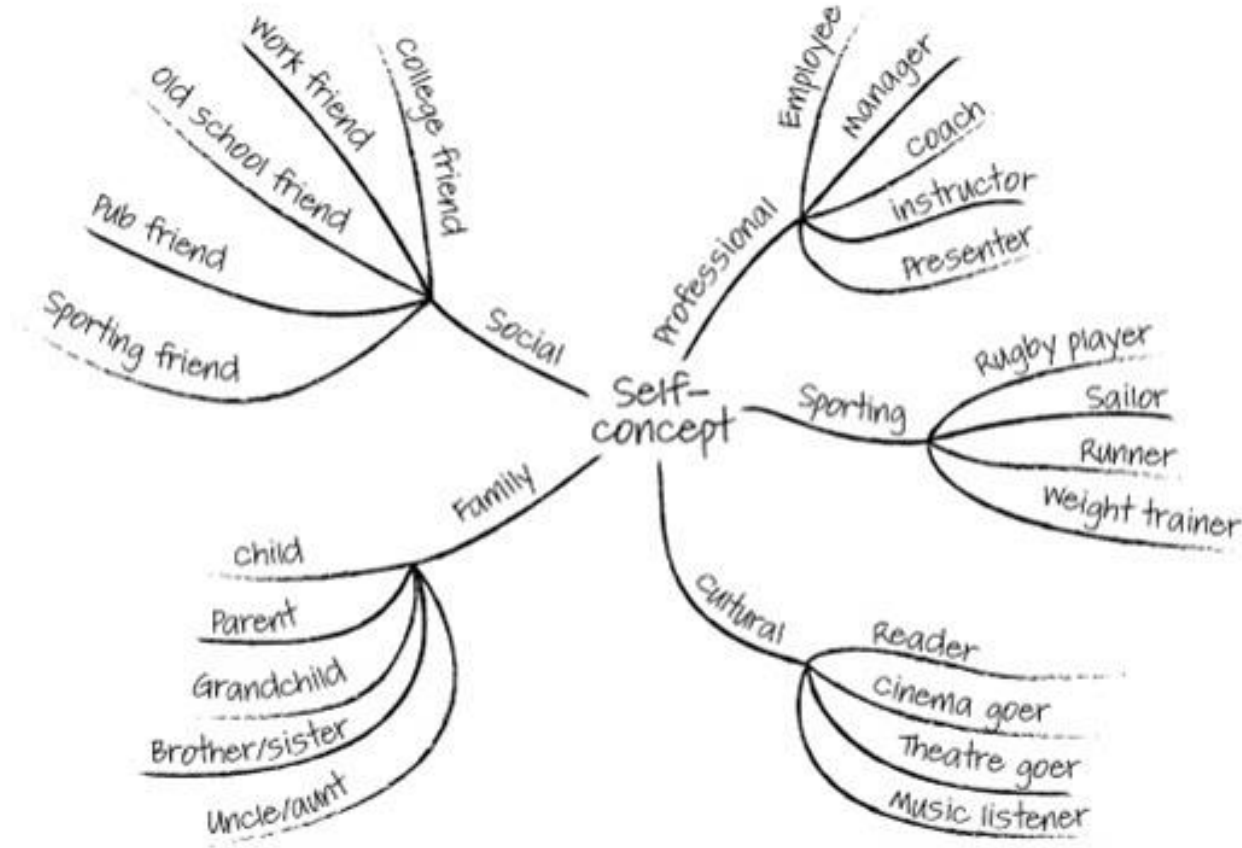 Self-
concept
Social
College friend
Work friend
Old school friend
Pub friend
Sporting friend
Professional
Employee
Manager
Coach
instructor
Presenter
Sporting
Rugby player
Sailor
Runner
Weight trainer
Cultural
Reader
Cinema goer
Theatre goer
Music listener
Family
Child
Parent
Grandchild
Brother/sister
Uncle/aunt